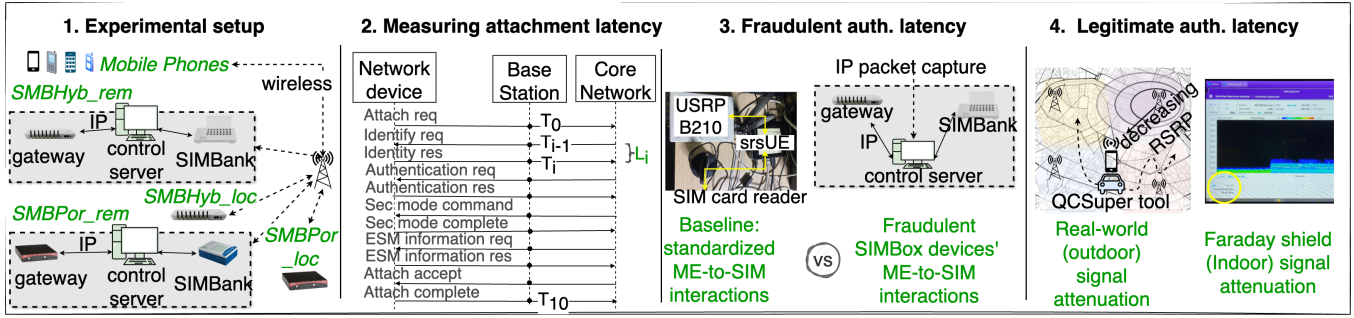 1. Experimental setup
Mobile Phones
wireless
SMBHyb_rem
IP
gateway
control
server
SIMBank
SMBHyb_loc
SMBPor_rem
IP
gateway
control
server
SIMBank
SMBPor
_loc
2. Measuring attachment latency
Network
device
Base
Station
Core
Network
Attach req
T0
Identify req
Ti-1
Identify res
Ti
Li
Authentication req
Authentication res
Sec mode command
Sec mode complete
ESM information req
ESM information res
Attach accept
Attach complete
T10
3. Fraudulent auth. latency
USRP
B210
srsUE
SIM card reader
IP packet capture
gateway
SIMBank
IP
control server
Baseline:
standardized
ME-to-SIM
interactions
VS
Fraudulent
SIMBox devices'
ME-to-SIM
interactions
4. Legitimate auth. latency
decreasing
RSRP
QCSuper tool
Real-world
(outdoor)
signal
attenuation
Faraday shield
(Indoor) signal
attenuation